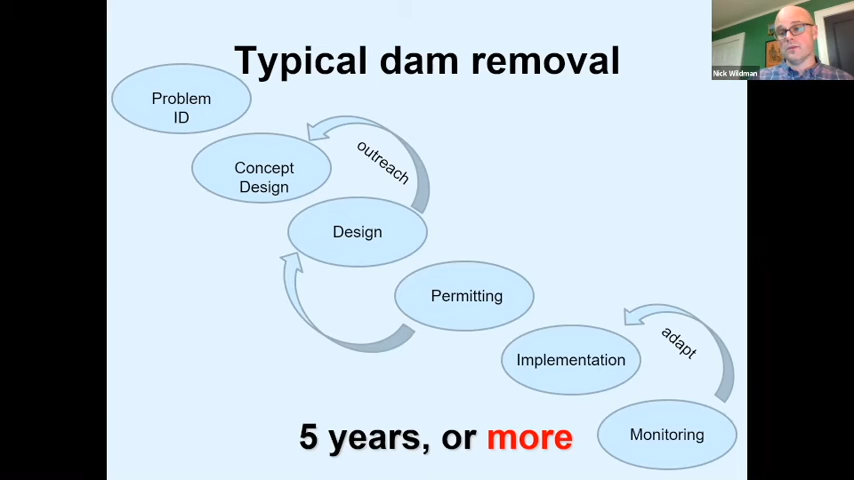 Typical dam removal
Nick Wildman
Problem
ID
Concept
Design
outreach
Design
Permitting
Implementation
adapt
Monitoring
5 years, or more